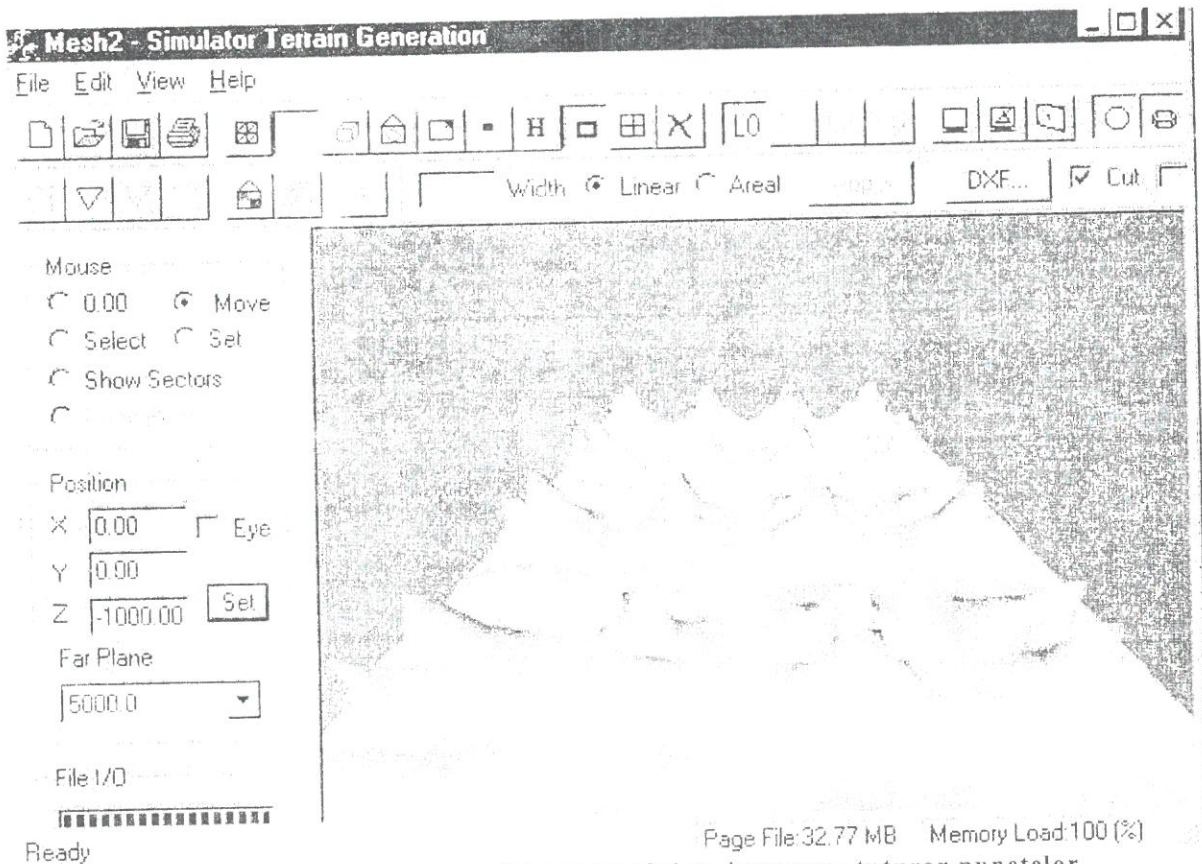 Mesh2 - Simulator Terrain Generation
File Edit View Help
H L0
Width Linear Areal DXF... Cut
Mouse
0.00 Move
Select Set
Show Sectors
Position
X 0.00 Eye
Y 0.00
Z -1000.00 Set
Far Plane
5000.0
File I/O
Page File:32.77 MB Memory Load:100 (%)
Ready
tuturor punctelor